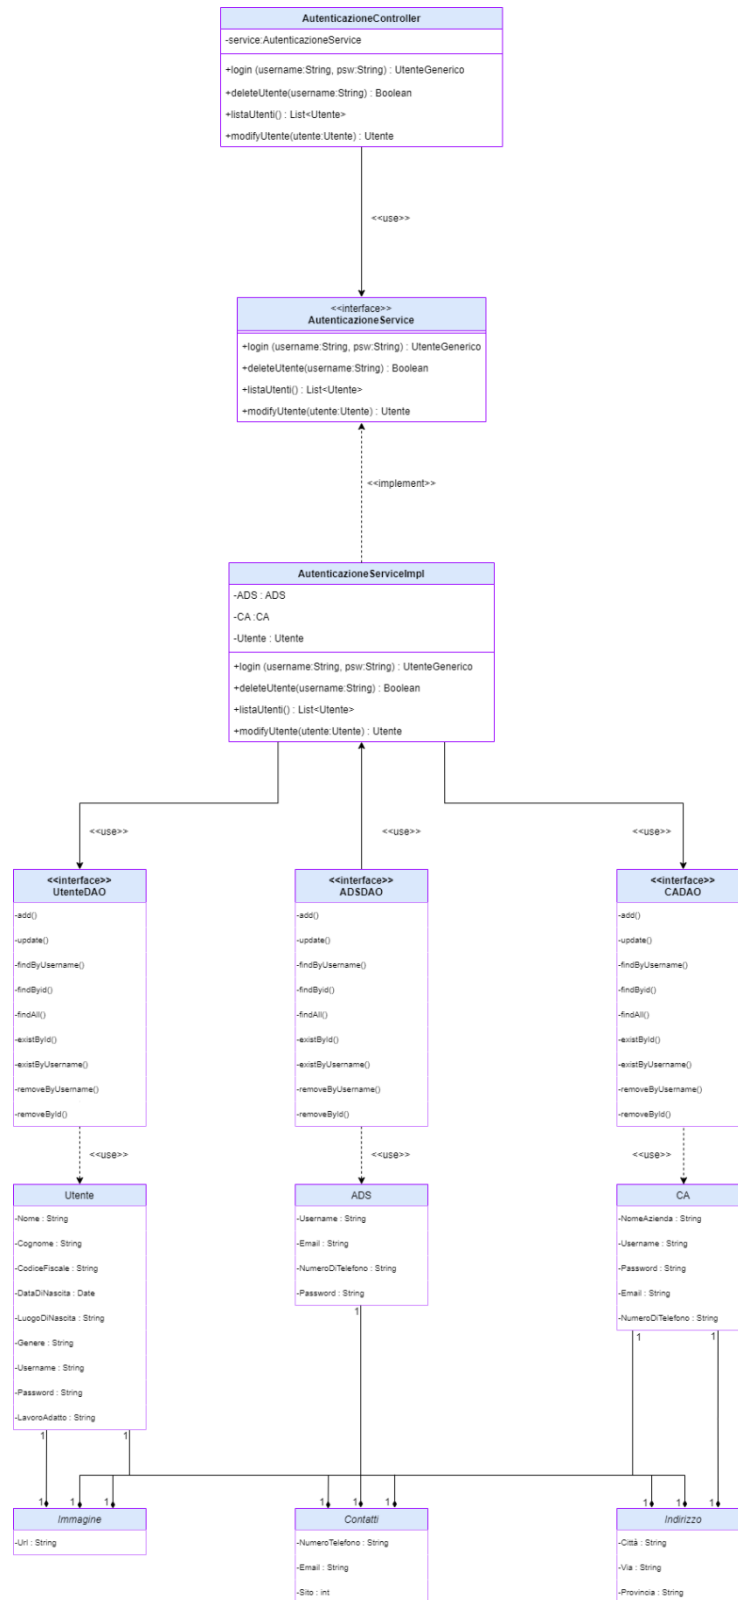 AutenticazioneController
-service:AutenticazioneService
+login (username:String, psw:String) : UtenteGenerico
+deleteUtente(username:String) : Boolean
+listaUtenti() : List<Utente>
+modifyUtente(utente:Utente) : Utente
<<use>>
<<interface>>
AutenticazioneService
+login (username:String, psw:String) : UtenteGenerico
+deleteUtente(username:String) : Boolean
+listaUtenti() : List<Utente>
+modifyUtente(utente:Utente) : Utente
<<implement>>
AutenticazioneServiceImpl
-ADS : ADS
-CA :CA
-Utente : Utente
+login (username:String, psw:String) : UtenteGenerico
+deleteUtente(username:String) : Boolean
+listaUtenti() : List<Utente>
+modifyUtente(utente:Utente) : Utente
<<use>>
<<use>>
<<use>>
<<interface>>
UtenteDAO
-add()
-update()
-findByUsername()
-findByid()
-findAll()
-existById()
-existByUsername()
-removeByUsername()
-removeById()
<<interface>>
ADSDAO
-add()
-update()
-findByUsername()
-findByid()
-findAll()
-existById()
-existByUsername()
-removeByUsername()
-removeById()
<<interface>>
CADAO
-add()
-update()
-findByUsername()
-findByid()
-findAll()
-existById()
-existByUsername()
-removeByUsername()
-removeById()
<<use>>
<<use>>
<<use>>
Utente
-Nome : String
-Cognome : String
-CodiceFiscale : String
-DataDiNascita : Date
-LuogoDiNascita : String
-Genere : String
-Username : String
-Password : String
-LavoroAdatto : String
ADS
-Username : String
-Email : String
-NumeroDiTelefono : String
-Password : String
CA
-NomeAzienda : String
-Username : String
-Password : String
-Email : String
-NumeroDiTelefono : String
1
1
1
1
1
1
1
1
1
1
1
1
1
Immagine
-Url : String
Contatti
-NumeroTelefono : String
-Email : String
-Sito : int
Indirizzo
-Città : String
-Via : String
-Provincia : String